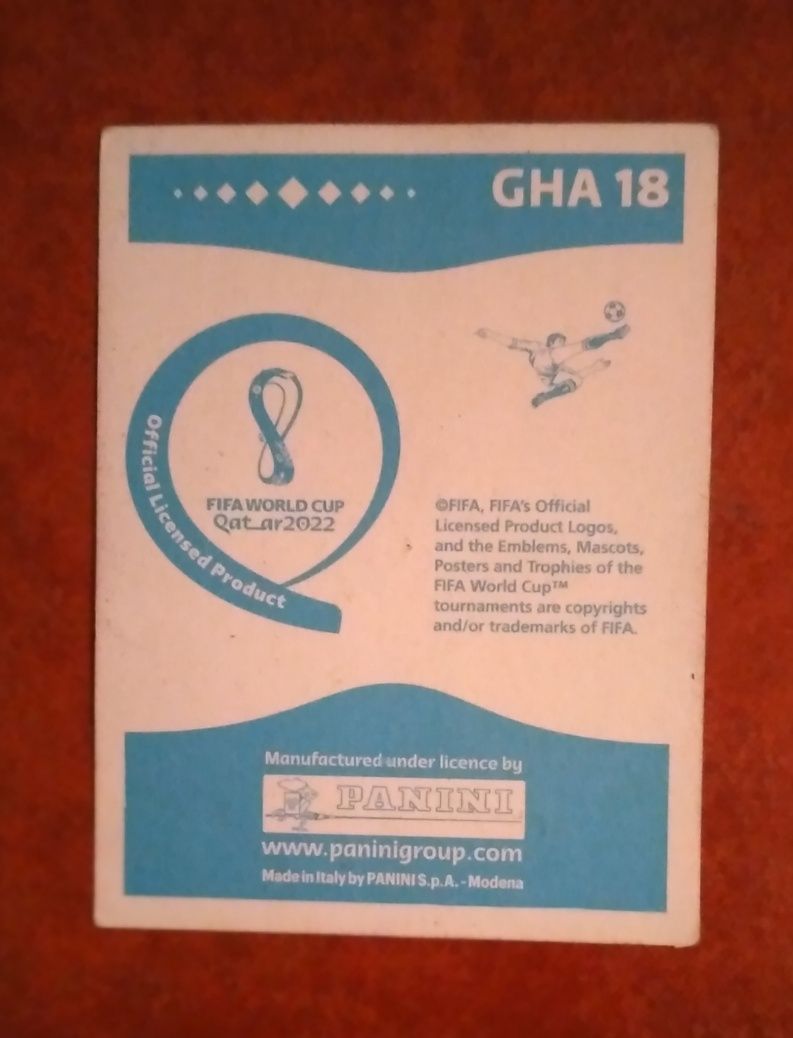 GHA 18
Official Licensed Product
FIFA WORLD CUP
Qatar2022
©FIFA, FIFA's Official
Licensed Product Logos,
and the Emblems, Mascots,
Posters and Trophies of the
FIFA World Cup™
tournaments are copyrights
and/or trademarks of FIFA.
Manufactured under licence by
PANINI
www.paninigroup.com
Made in Italy by PANINI S.p.A. - Modena